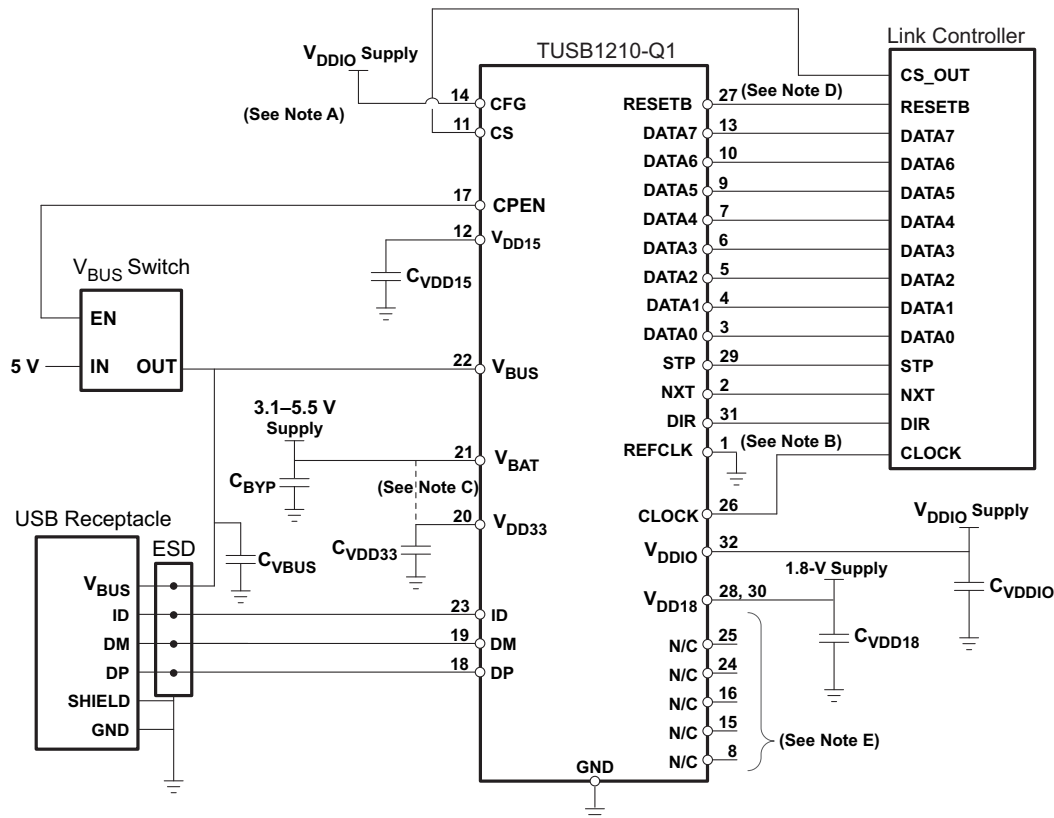 Link Controller
TUSB1210-Q1
VDDIO Supply
(See Note A)
14 CFG
11 CS
17 CPEN
12 VDD15
CVDD15
VBUS Switch
EN
5 V IN OUT
22 VBUS
3.1–5.5 V
Supply
21 VBAT
CBYP
(See Note C)
20 VDD33
CVDD33
USB Receptacle
ESD
CVBUS
VBUS
ID 23 ID
DM 19 DM
DP 18 DP
SHIELD
GND
GND
CS_OUT
RESETB 27 (See Note D) RESETB
DATA7 13 DATA7
DATA6 10 DATA6
DATA5 9 DATA5
DATA4 7 DATA4
DATA3 6 DATA3
DATA2 5 DATA2
DATA1 4 DATA1
DATA0 3 DATA0
STP 29 STP
NXT 2 NXT
DIR 31 DIR
REFCLK 1 (See Note B)
CLOCK
CLOCK 26
VDDIO Supply
VDDIO 32
CVDDIO
1.8-V Supply
VDD18 28, 30
CVDD18
N/C 25
N/C 24
N/C 16
N/C 15
N/C 8
(See Note E)